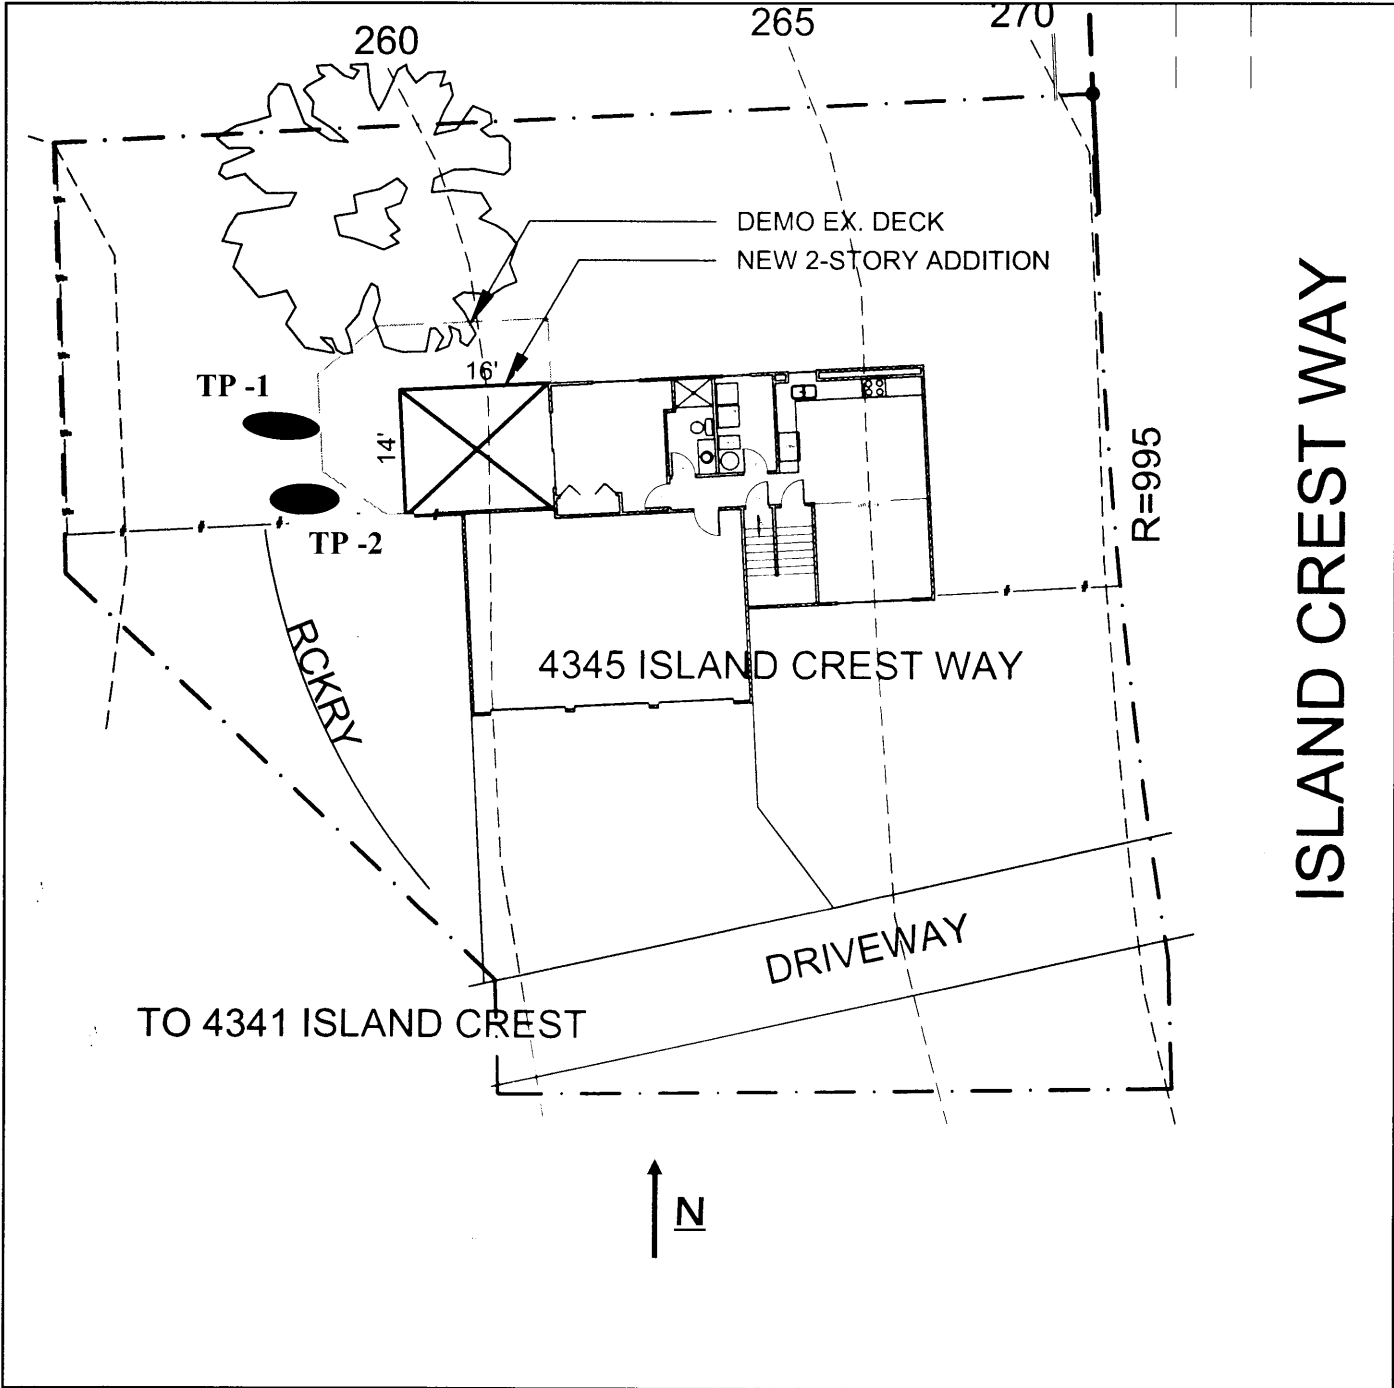 260
265
270
DEMO EX. DECK
NEW 2-STORY ADDITION
16'
TP -1
14'
TP -2
R=995
ISLAND CREST WAY
RCKRY
4345 ISLAND CREST WAY
DRIVEWAY
TO 4341 ISLAND CREST
N